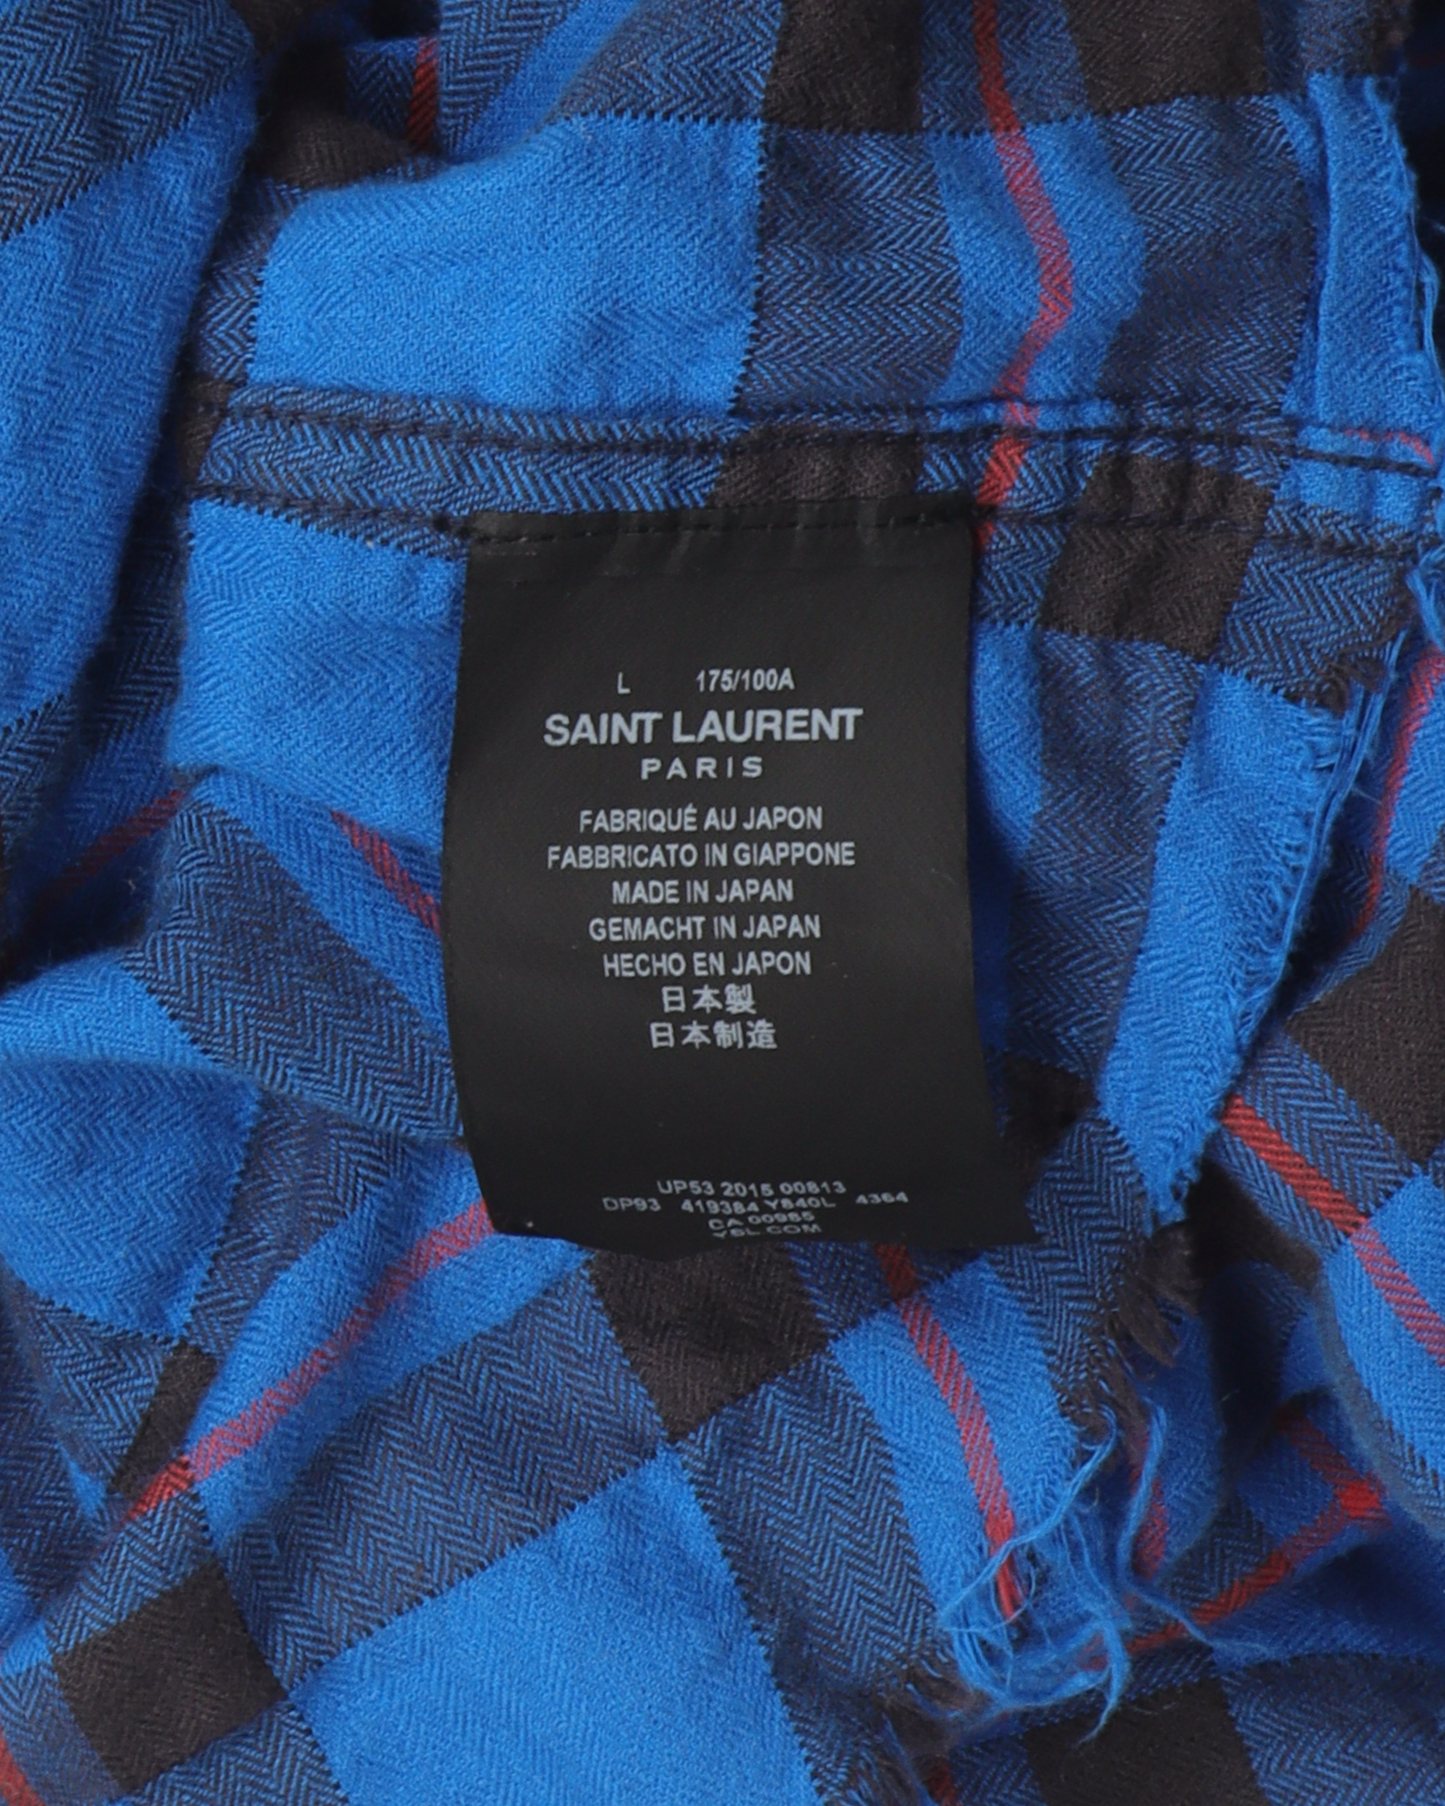 L 175/100A
SAINT LAURENT
PARIS
FABRIQUÉ AU JAPON
FABBRICATO IN GIAPPONE
MADE IN JAPAN
GEMACHT IN JAPAN
HECHO EN JAPON
日本製
日本制造
UP53 2015 00813
DP93 419384 Y840L 4364
CA 00985
YSL.COM